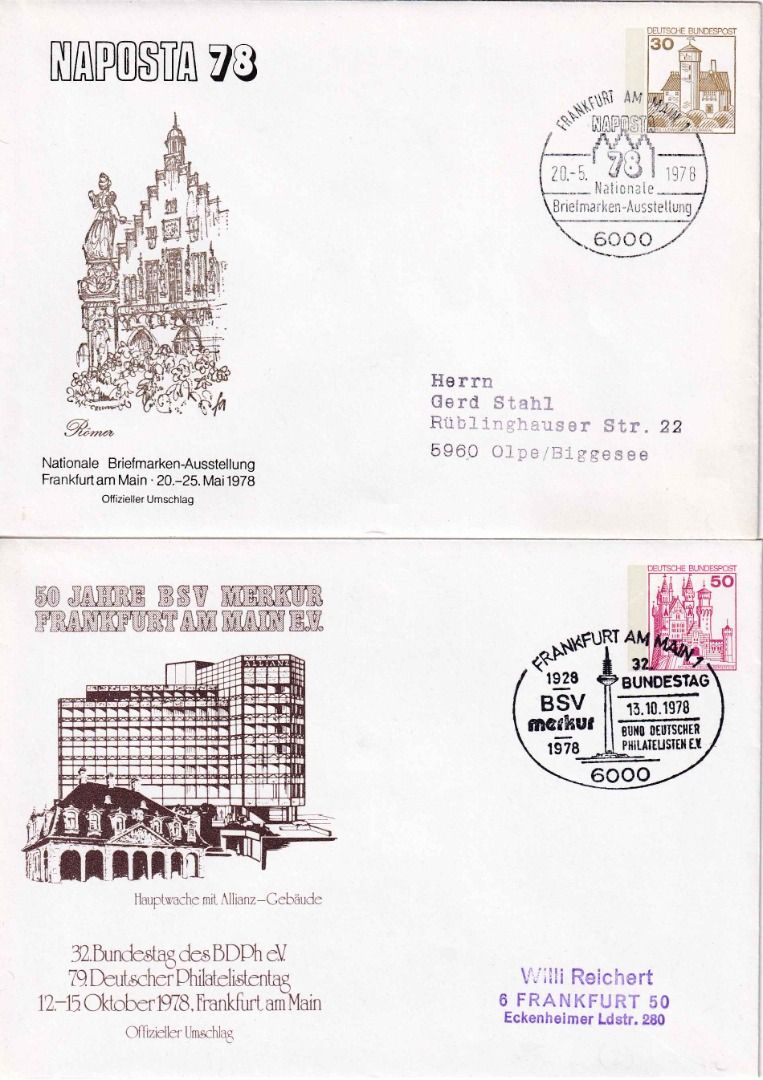 NAPOSTA 78
DEUTSCHE BUNDESPOST
30
FRANKFURT AM MAIN 1
NAPOSTA
78
20.-5. 1978
Nationale
Briefmarken-Ausstellung
6000
Römer
Nationale Briefmarken-Ausstellung
Frankfurt am Main · 20.–25. Mai 1978
Offizieller Umschlag
Herrn
Gerd Stahl
Rüblinghauser Str. 22
5960 Olpe/Biggesee
50 JAHRE BSV MERKUR
FRANKFURT AM MAIN E.V.
ALLIANZ
Hauptwache mit Allianz–Gebäude
32. Bundestag des BDPh e.V.
79. Deutscher Philatelistentag
12.–15. Oktober 1978, Frankfurt am Main
Offizieller Umschlag
DEUTSCHE BUNDESPOST
50
FRANKFURT AM MAIN 1
1928
BSV
merkur
1978
32.
BUNDESTAG
13.10.1978
BUND DEUTSCHER
PHILATELISTEN E.V.
6000
Willi Reichert
6 FRANKFURT 50
Eckenheimer Ldstr. 280